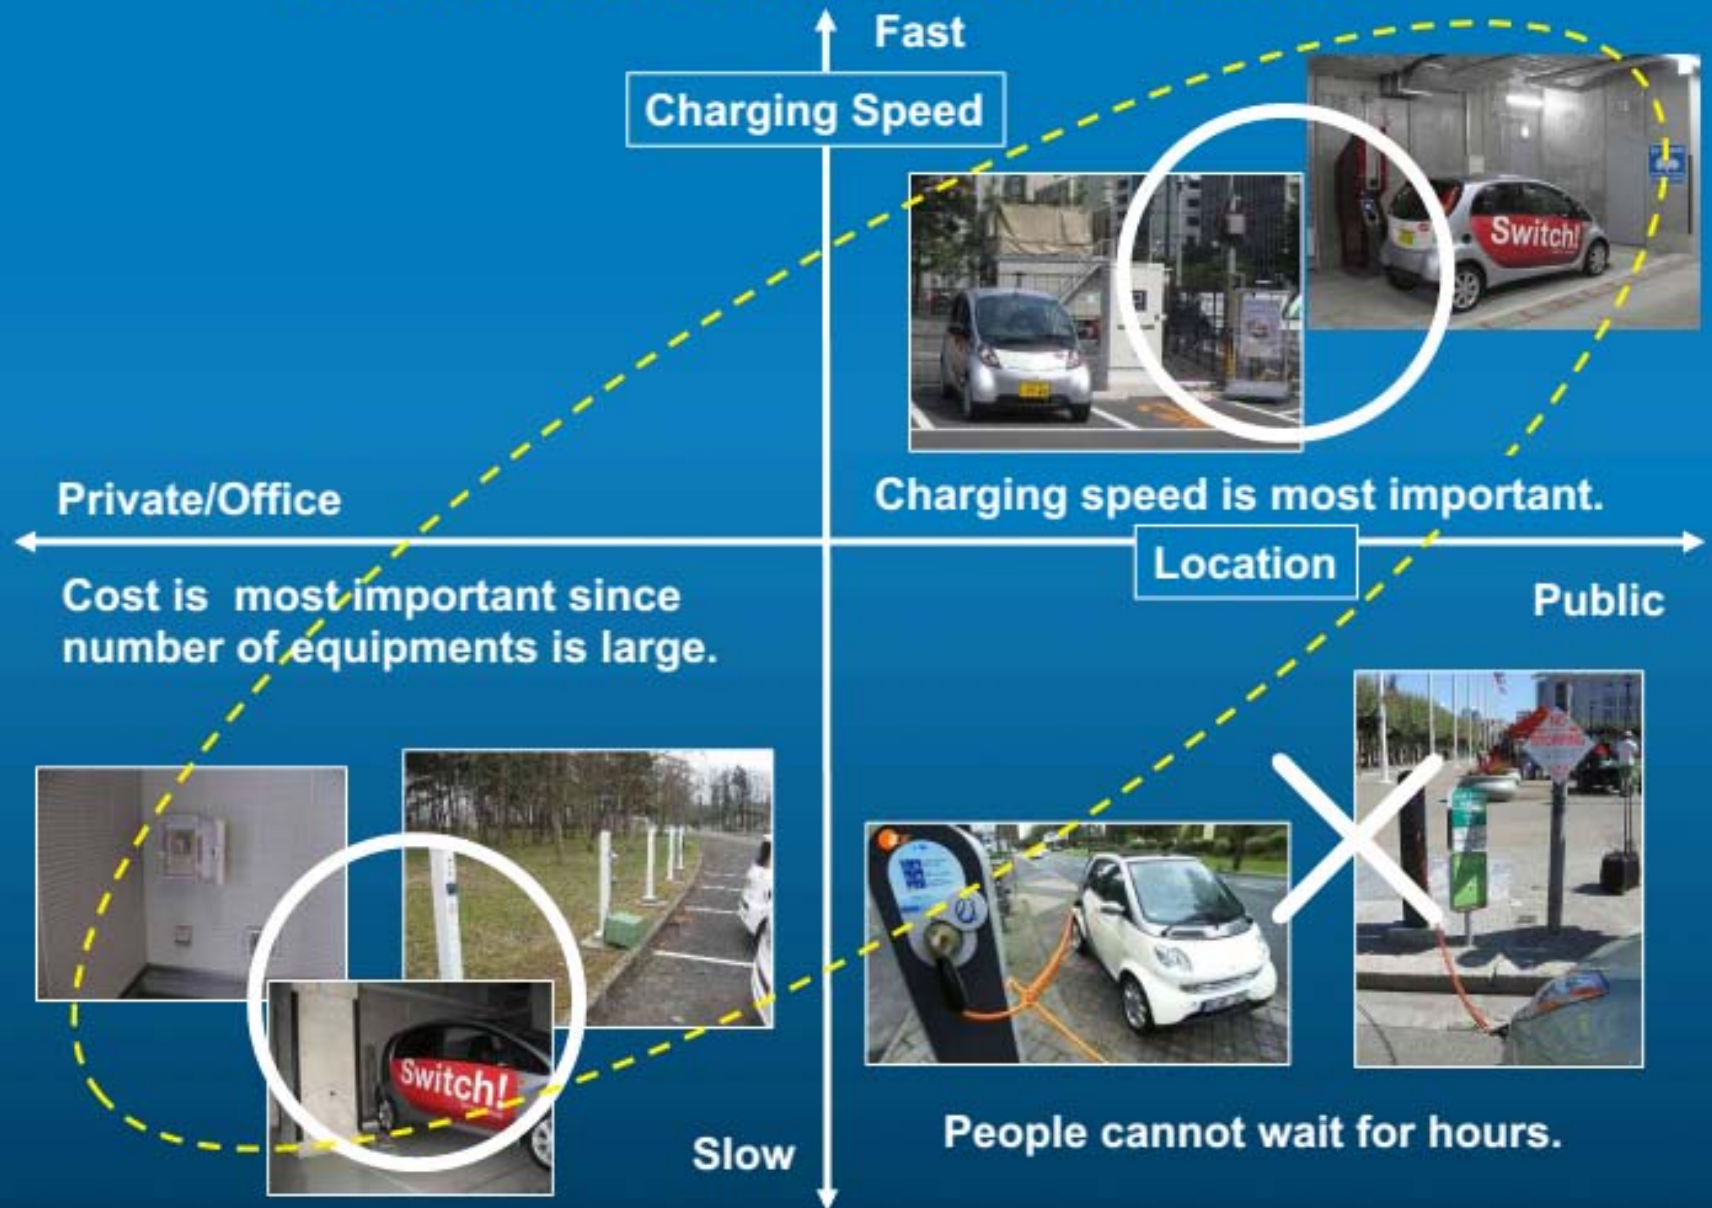 Fast
Charging Speed
Switch!
Private/Office
Charging speed is most important.
Location
Public
Cost is  most important since
number of equipments is large.
Switch!
People cannot wait for hours.
Slow